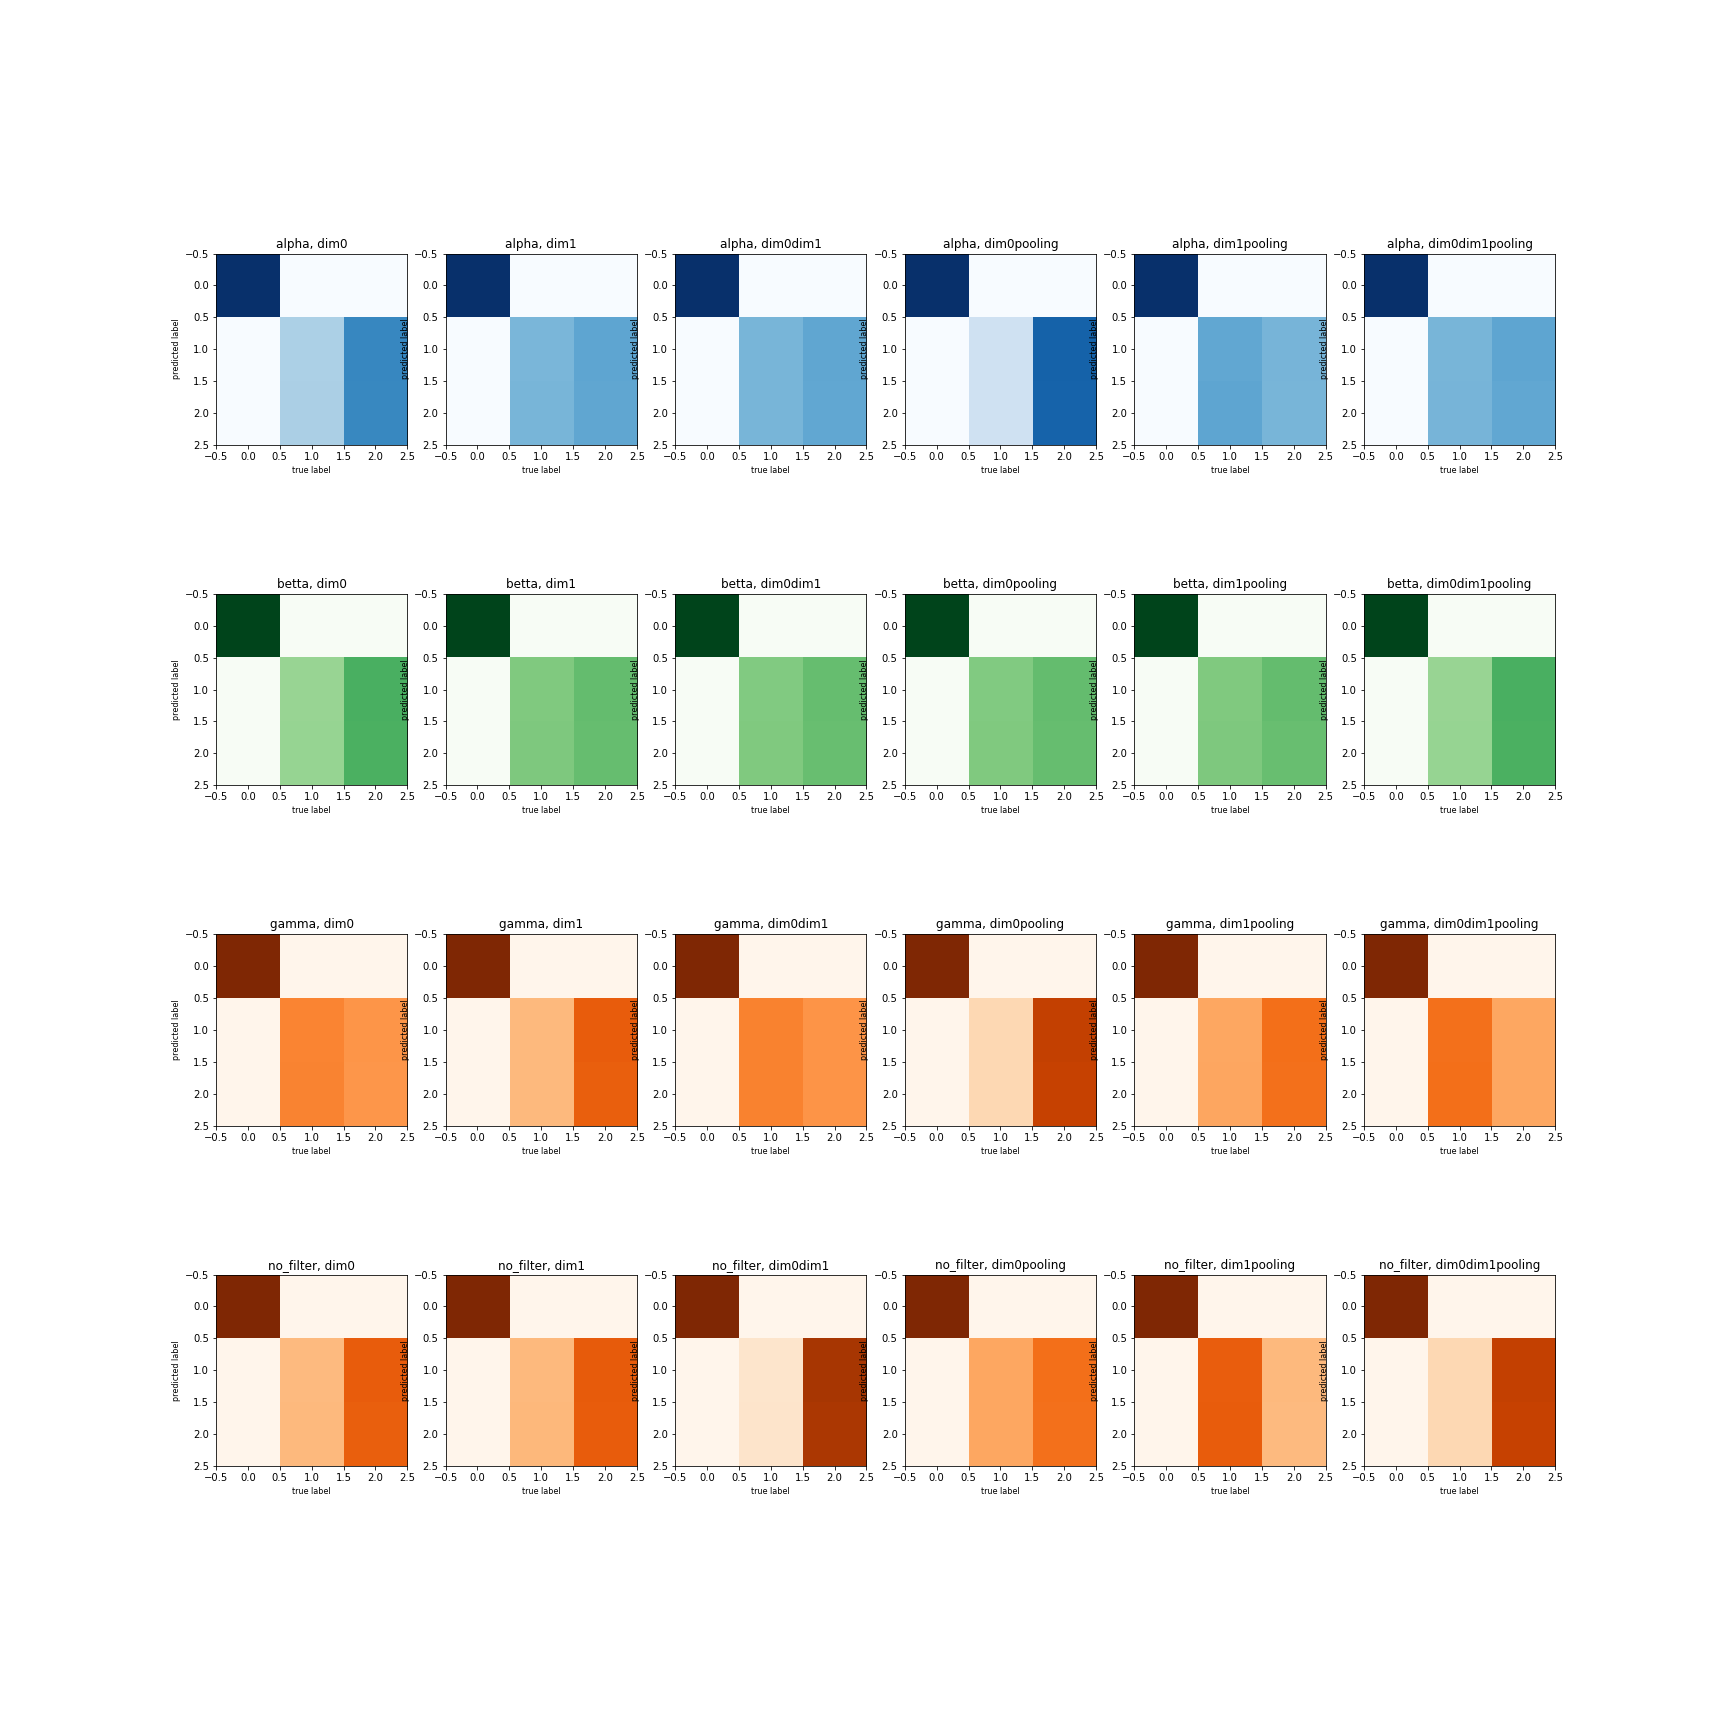 alpha, dim0 alpha, dim1 alpha, dim0dim1 alpha, dim0pooling alpha, dim1pooling alpha, dim0dim1pooling
−0.5 −0.5 −0.5 −0.5 −0.5 −0.5
0.0 0.0 0.0 0.0 0.0 0.0
0.5 0.5 0.5 0.5 0.5 0.5
predicted label predicted label predicted label predicted label predicted label predicted label
1.0 1.0 1.0 1.0 1.0 1.0
1.5 1.5 1.5 1.5 1.5 1.5
2.0 2.0 2.0 2.0 2.0 2.0
2.5 2.5 2.5 2.5 2.5 2.5
−0.5 0.0 0.5 1.0 1.5 2.0 2.5 −0.5 0.0 0.5 1.0 1.5 2.0 2.5 −0.5 0.0 0.5 1.0 1.5 2.0 2.5 −0.5 0.0 0.5 1.0 1.5 2.0 2.5 −0.5 0.0 0.5 1.0 1.5 2.0 2.5 −0.5 0.0 0.5 1.0 1.5 2.0 2.5
true label true label true label true label true label true label
betta, dim0 betta, dim1 betta, dim0dim1 betta, dim0pooling betta, dim1pooling betta, dim0dim1pooling
−0.5 −0.5 −0.5 −0.5 −0.5 −0.5
0.0 0.0 0.0 0.0 0.0 0.0
0.5 0.5 0.5 0.5 0.5 0.5
predicted label predicted label predicted label predicted label predicted label predicted label
1.0 1.0 1.0 1.0 1.0 1.0
1.5 1.5 1.5 1.5 1.5 1.5
2.0 2.0 2.0 2.0 2.0 2.0
2.5 2.5 2.5 2.5 2.5 2.5
−0.5 0.0 0.5 1.0 1.5 2.0 2.5 −0.5 0.0 0.5 1.0 1.5 2.0 2.5 −0.5 0.0 0.5 1.0 1.5 2.0 2.5 −0.5 0.0 0.5 1.0 1.5 2.0 2.5 −0.5 0.0 0.5 1.0 1.5 2.0 2.5 −0.5 0.0 0.5 1.0 1.5 2.0 2.5
true label true label true label true label true label true label
gamma, dim0 gamma, dim1 gamma, dim0dim1 gamma, dim0pooling gamma, dim1pooling gamma, dim0dim1pooling
−0.5 −0.5 −0.5 −0.5 −0.5 −0.5
0.0 0.0 0.0 0.0 0.0 0.0
0.5 0.5 0.5 0.5 0.5 0.5
predicted label predicted label predicted label predicted label predicted label predicted label
1.0 1.0 1.0 1.0 1.0 1.0
1.5 1.5 1.5 1.5 1.5 1.5
2.0 2.0 2.0 2.0 2.0 2.0
2.5 2.5 2.5 2.5 2.5 2.5
−0.5 0.0 0.5 1.0 1.5 2.0 2.5 −0.5 0.0 0.5 1.0 1.5 2.0 2.5 −0.5 0.0 0.5 1.0 1.5 2.0 2.5 −0.5 0.0 0.5 1.0 1.5 2.0 2.5 −0.5 0.0 0.5 1.0 1.5 2.0 2.5 −0.5 0.0 0.5 1.0 1.5 2.0 2.5
true label true label true label true label true label true label
no_filter, dim0 no_filter, dim1 no_filter, dim0dim1 no_filter, dim0pooling no_filter, dim1pooling no_filter, dim0dim1pooling
−0.5 −0.5 −0.5 −0.5 −0.5 −0.5
0.0 0.0 0.0 0.0 0.0 0.0
0.5 0.5 0.5 0.5 0.5 0.5
predicted label predicted label predicted label predicted label predicted label predicted label
1.0 1.0 1.0 1.0 1.0 1.0
1.5 1.5 1.5 1.5 1.5 1.5
2.0 2.0 2.0 2.0 2.0 2.0
2.5 2.5 2.5 2.5 2.5 2.5
−0.5 0.0 0.5 1.0 1.5 2.0 2.5 −0.5 0.0 0.5 1.0 1.5 2.0 2.5 −0.5 0.0 0.5 1.0 1.5 2.0 2.5 −0.5 0.0 0.5 1.0 1.5 2.0 2.5 −0.5 0.0 0.5 1.0 1.5 2.0 2.5 −0.5 0.0 0.5 1.0 1.5 2.0 2.5
true label true label true label true label true label true label